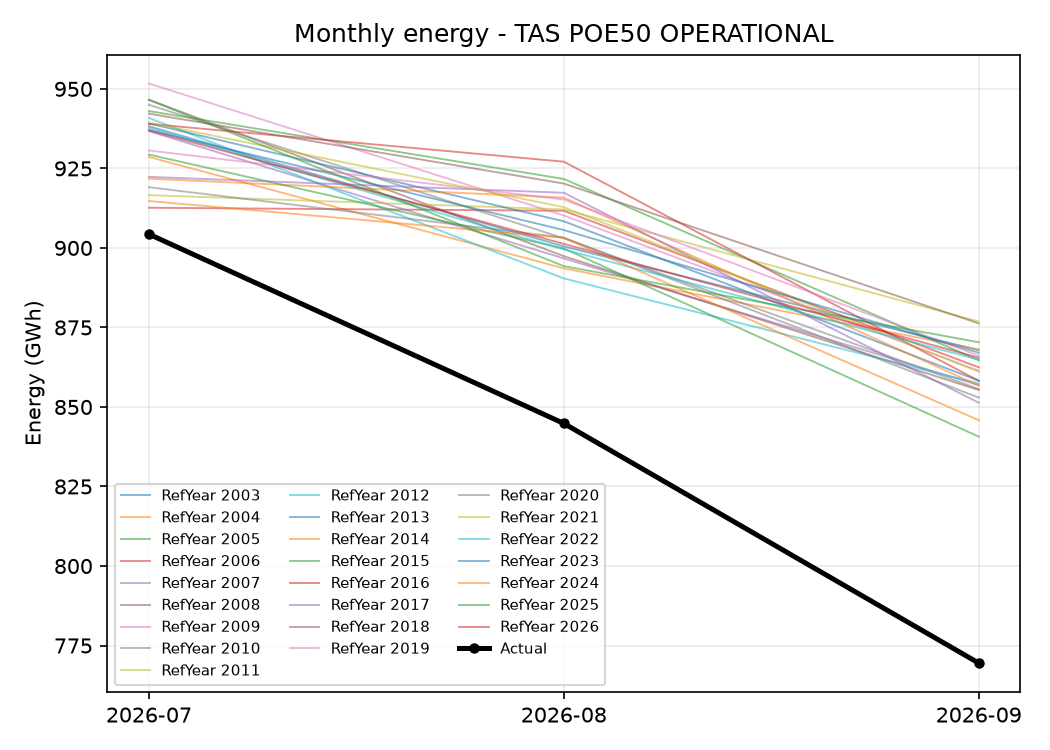 Monthly energy - TAS POE50 OPERATIONAL
Energy (GWh)
950
925
900
875
850
825
800
775
2026-07
2026-08
2026-09
RefYear 2003
RefYear 2004
RefYear 2005
RefYear 2006
RefYear 2007
RefYear 2008
RefYear 2009
RefYear 2010
RefYear 2011
RefYear 2012
RefYear 2013
RefYear 2014
RefYear 2015
RefYear 2016
RefYear 2017
RefYear 2018
RefYear 2019
RefYear 2020
RefYear 2021
RefYear 2022
RefYear 2023
RefYear 2024
RefYear 2025
RefYear 2026
Actual